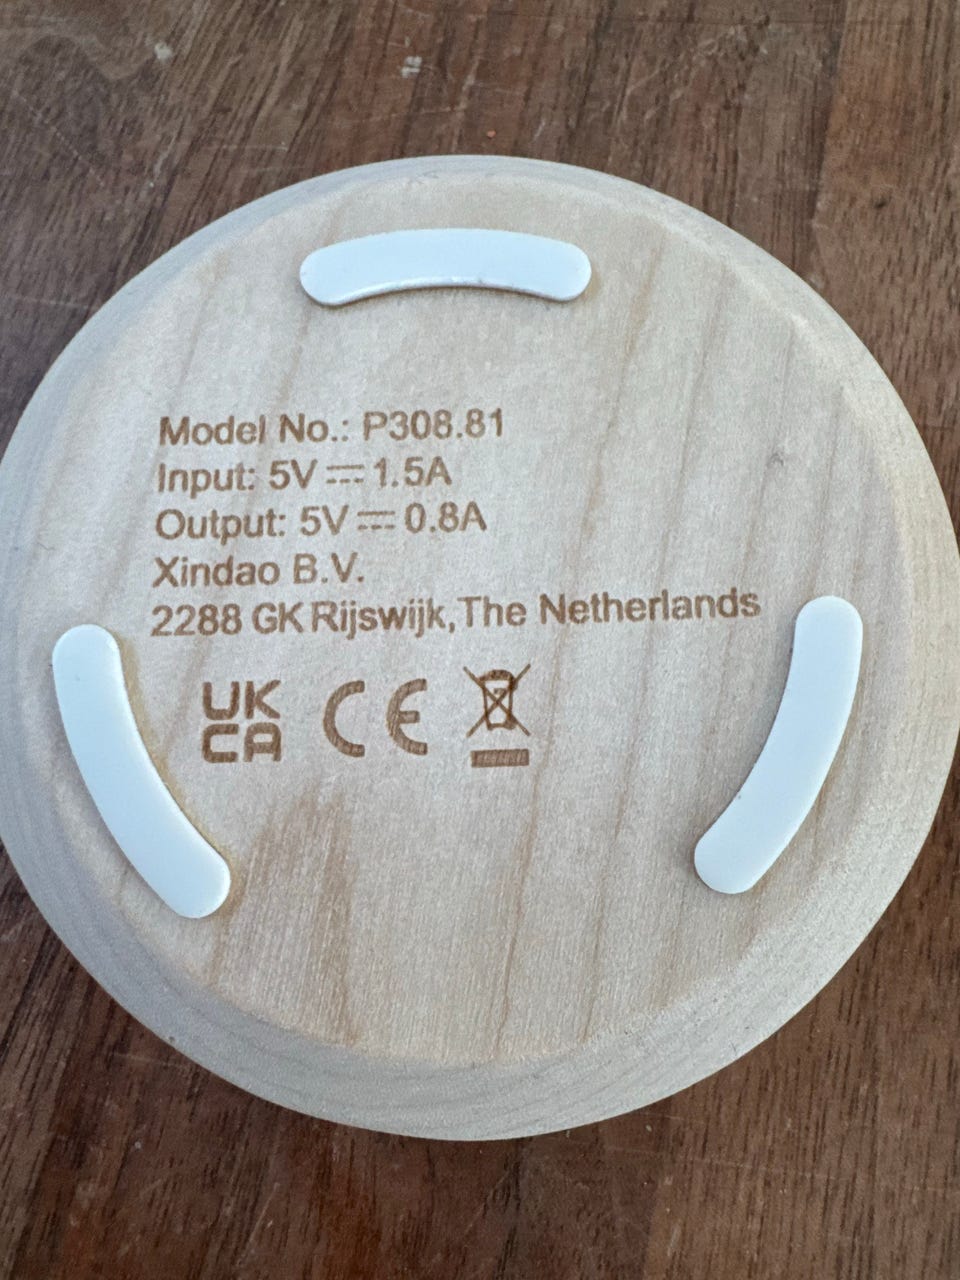 Model No.: P308.81
Input: 5V ⎓ 1.5A
Output: 5V ⎓ 0.8A
Xindao B.V.
2288 GK Rijswijk, The Netherlands
UK
CA CE